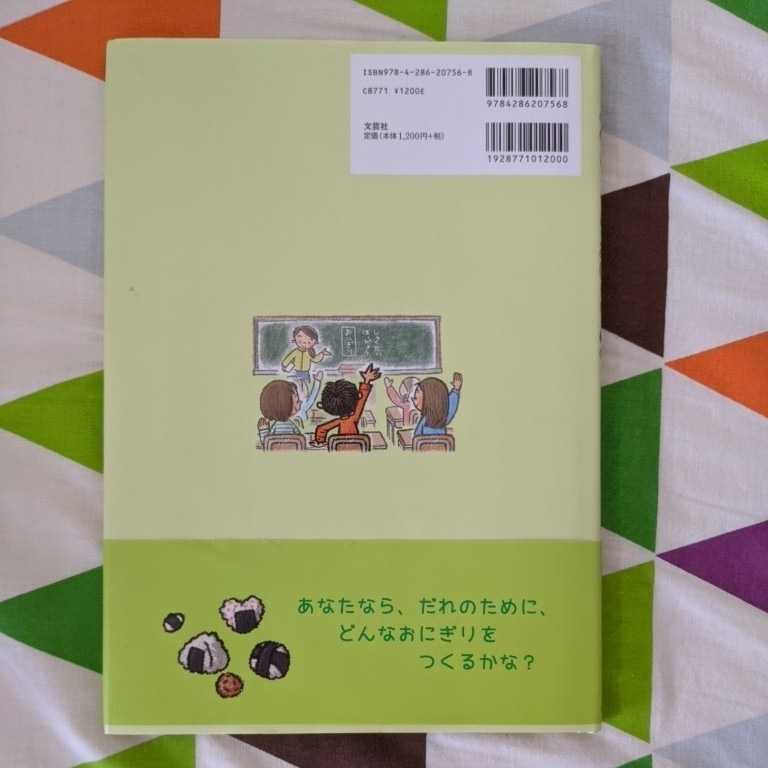 ISBN978-4-286-20756-8
C8771 ¥1200E
9784286207568
文芸社
定価(本体1,200円+税)
1928771012000
あなたなら、だれのために、
どんなおにぎりを
つくるかな?